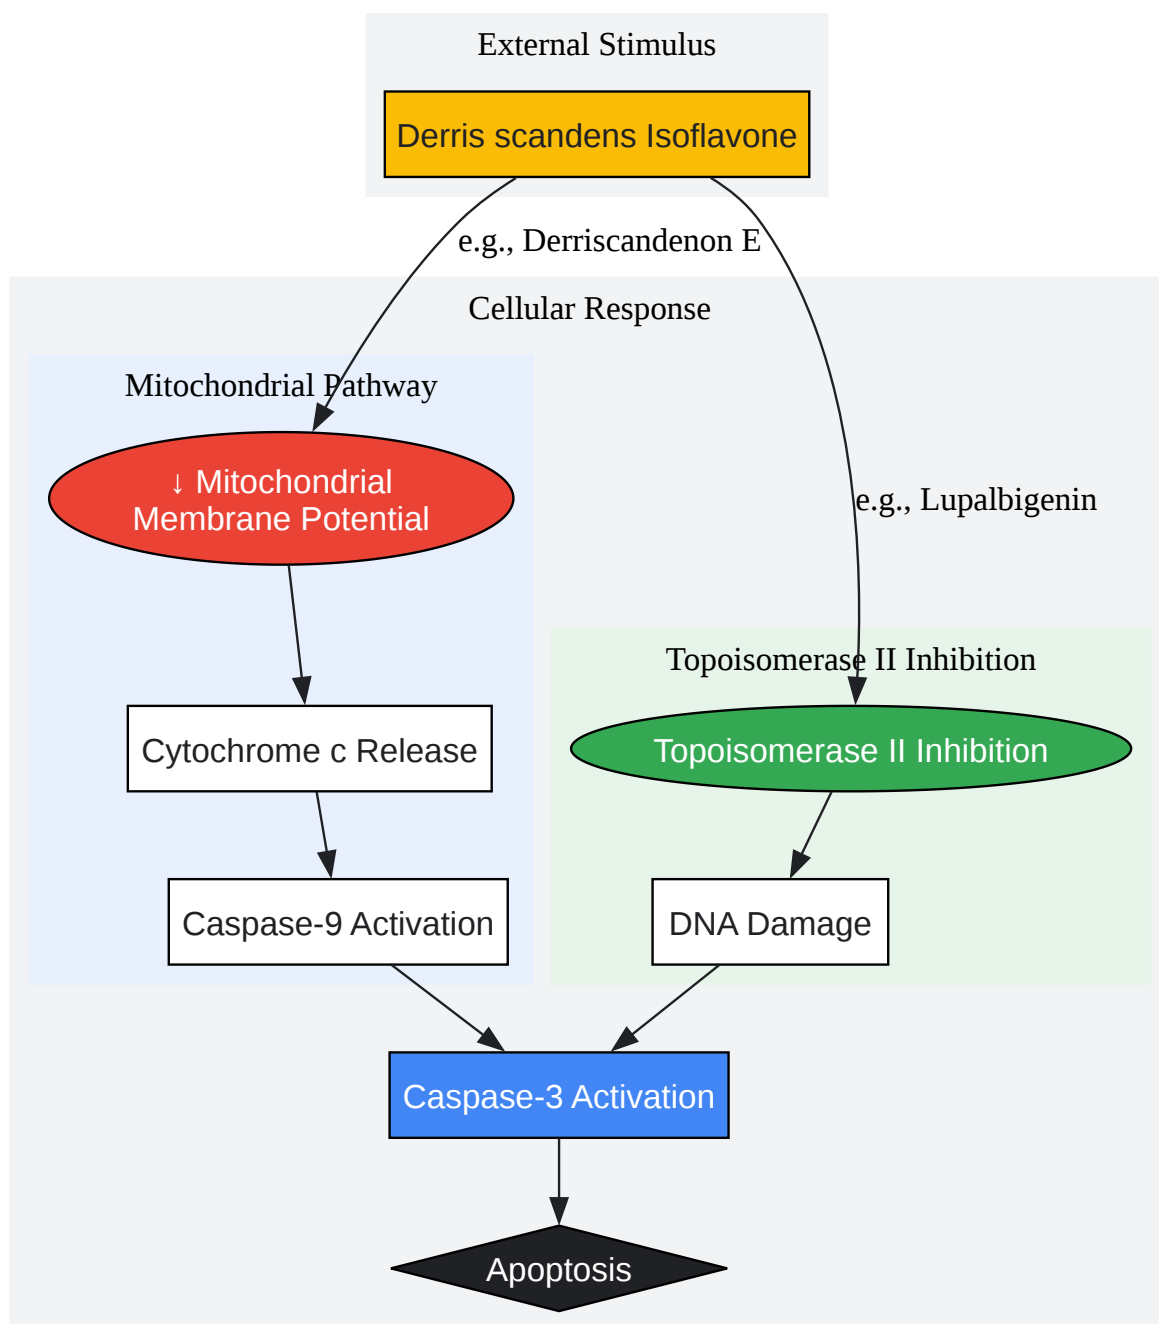 External Stimulus
Derris scandens Isoflavone
e.g., Derriscandenon E
Cellular Response
Mitochondrial Pathway
↓ Mitochondrial
Membrane Potential
e.g., Lupalbigenin
Topoisomerase II Inhibition
Cytochrome c Release
Topoisomerase II Inhibition
Caspase-9 Activation
DNA Damage
Caspase-3 Activation
Apoptosis